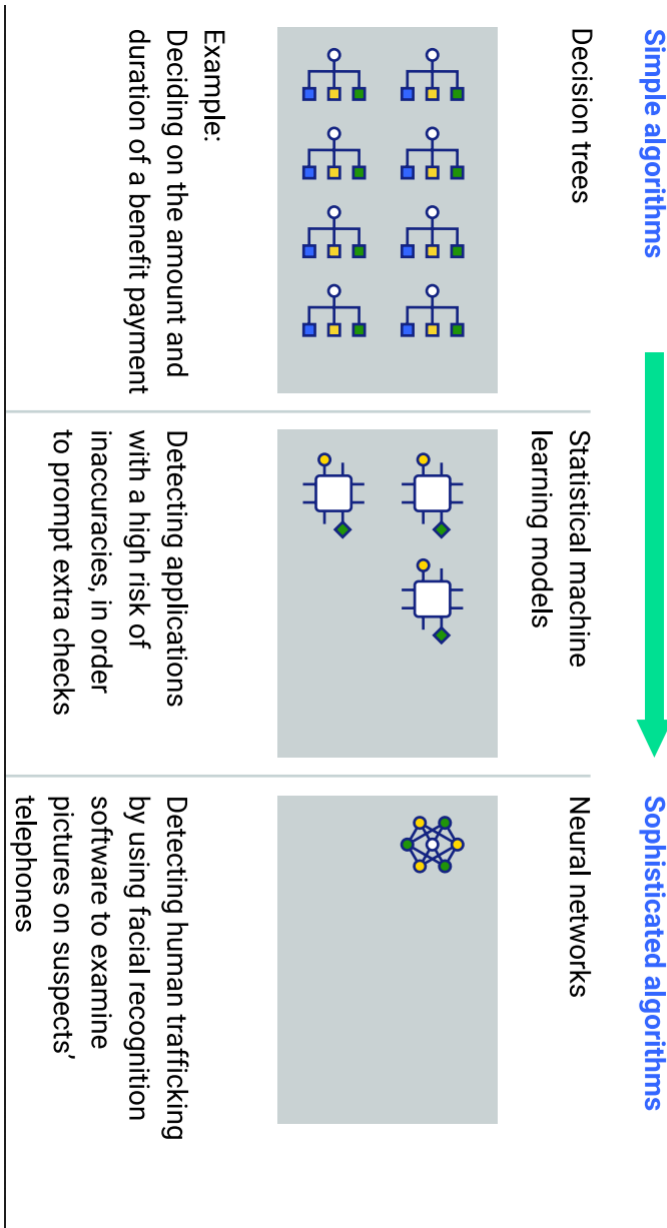 Simple algorithms
Sophisticated algorithms
Decision trees
Statistical machine
learning models
Neural networks
Example:
Deciding on the amount and
duration of a benefit payment
Detecting applications
with a high risk of
inaccuracies, in order
to prompt extra checks
Detecting human trafficking
by using facial recognition
software to examine
pictures on suspects’
telephones